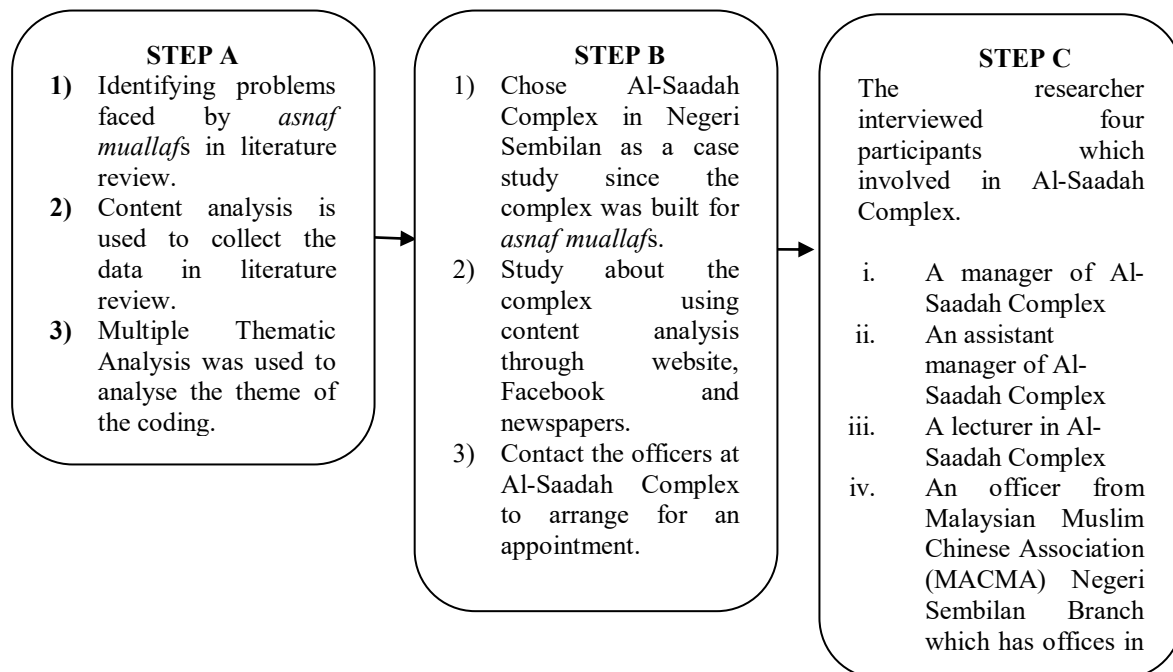 STEP A
1) Identifying problems
faced by asnaf
muallafs in literature
review.
2) Content analysis is
used to collect the
data in literature
review.
3) Multiple Thematic
Analysis was used to
analyse the theme of
the coding.
STEP B
1) Chose Al-Saadah
Complex in Negeri
Sembilan as a case
study since the
complex was built for
asnaf muallafs.
2) Study about the
complex using
content analysis
through website,
Facebook and
newspapers.
3) Contact the officers at
Al-Saadah Complex
to arrange for an
appointment.
STEP C
The researcher
interviewed four
participants which
involved in Al-Saadah
Complex.
i. A manager of Al-
Saadah Complex
ii. An assistant
manager of Al-
Saadah Complex
iii. A lecturer in Al-
Saadah Complex
iv. An officer from
Malaysian Muslim
Chinese Association
(MACMA) Negeri
Sembilan Branch
which has offices in